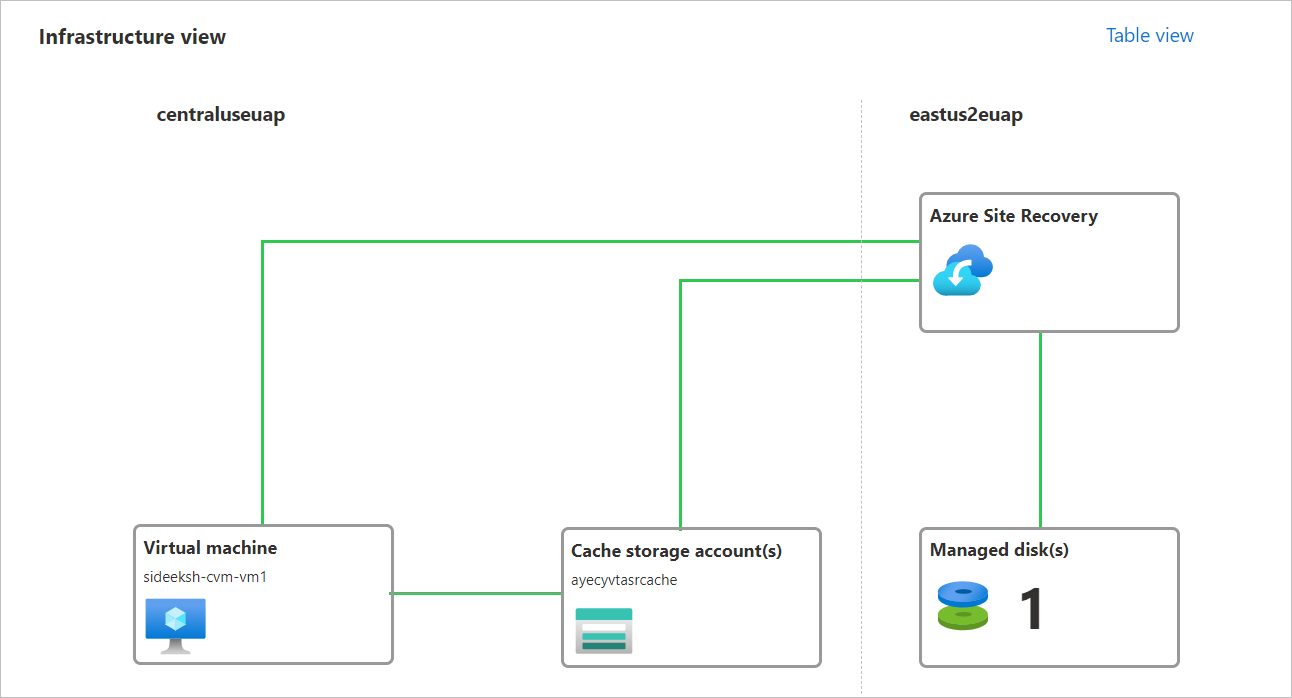 Infrastructure view
Table view
centraluseuap
eastus2euap
Azure Site Recovery
Virtual machine
sideeksh-cvm-vm1
Cache storage account(s)
ayecyvtasrcache
Managed disk(s)
1